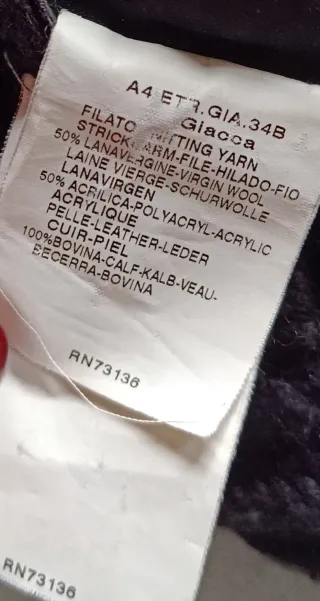 A4 ETR.GIA.34B
Giacca
FILATO KNITTING YARN
STRICKGARM-FILE-HILADO-FIO
50% LANAVERGINE-VIRGIN WOOL
LAINE VIERGE-SCHURWOLLE
LANAVIRGEN
50% ACRILICA-POLYACRYL-ACRYLIC
ACRYLIQUE
PELLE-LEATHER-LEDER
CUIR-PIEL
100%BOVINA-CALF-KALB-VEAU-
BECERRA-BOVINA
RN73136
RN73136